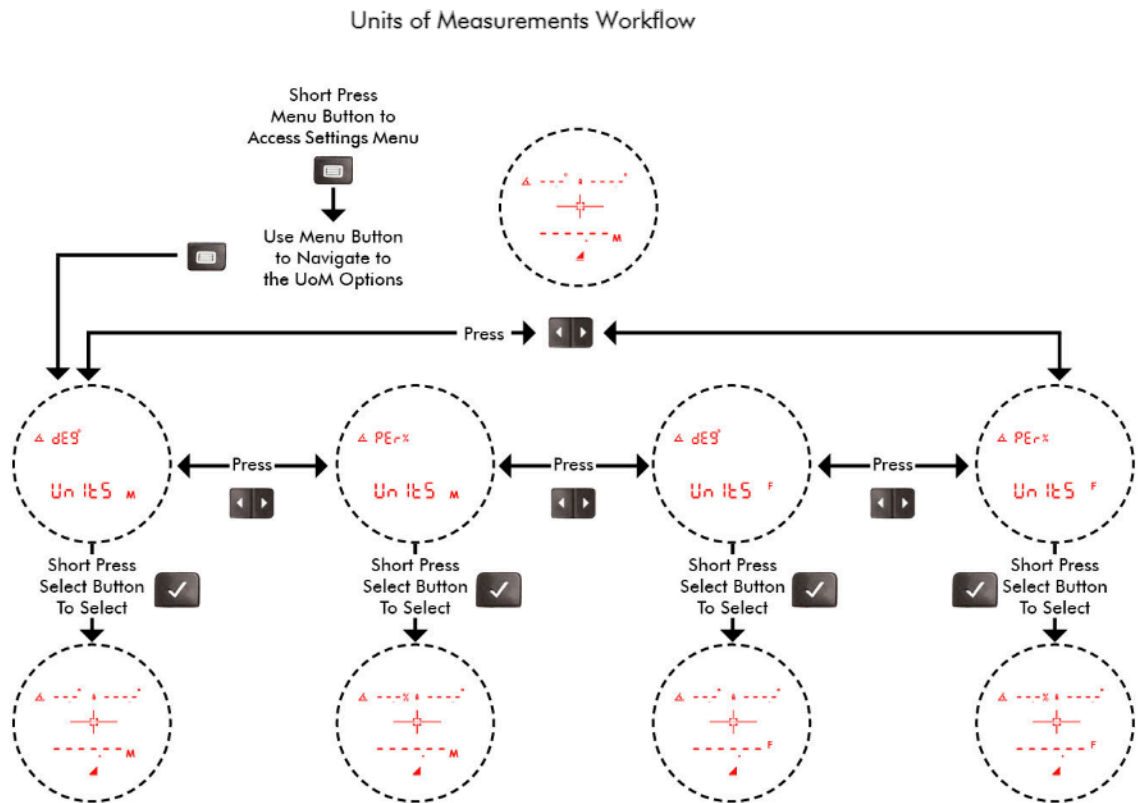 Units of Measurements Workflow
Short Press
Menu Button to
Access Settings Menu
Use Menu Button
to Navigate to
the UoM Options
M
Press
dEg°
UnItS M
Press
PEr%
UnItS M
Press
dEg°
UnItS F
Press
PEr%
UnItS F
Short Press
Select Button
To Select
Short Press
Select Button
To Select
Short Press
Select Button
To Select
Short Press
Select Button
To Select
M
%
M
F
%
F